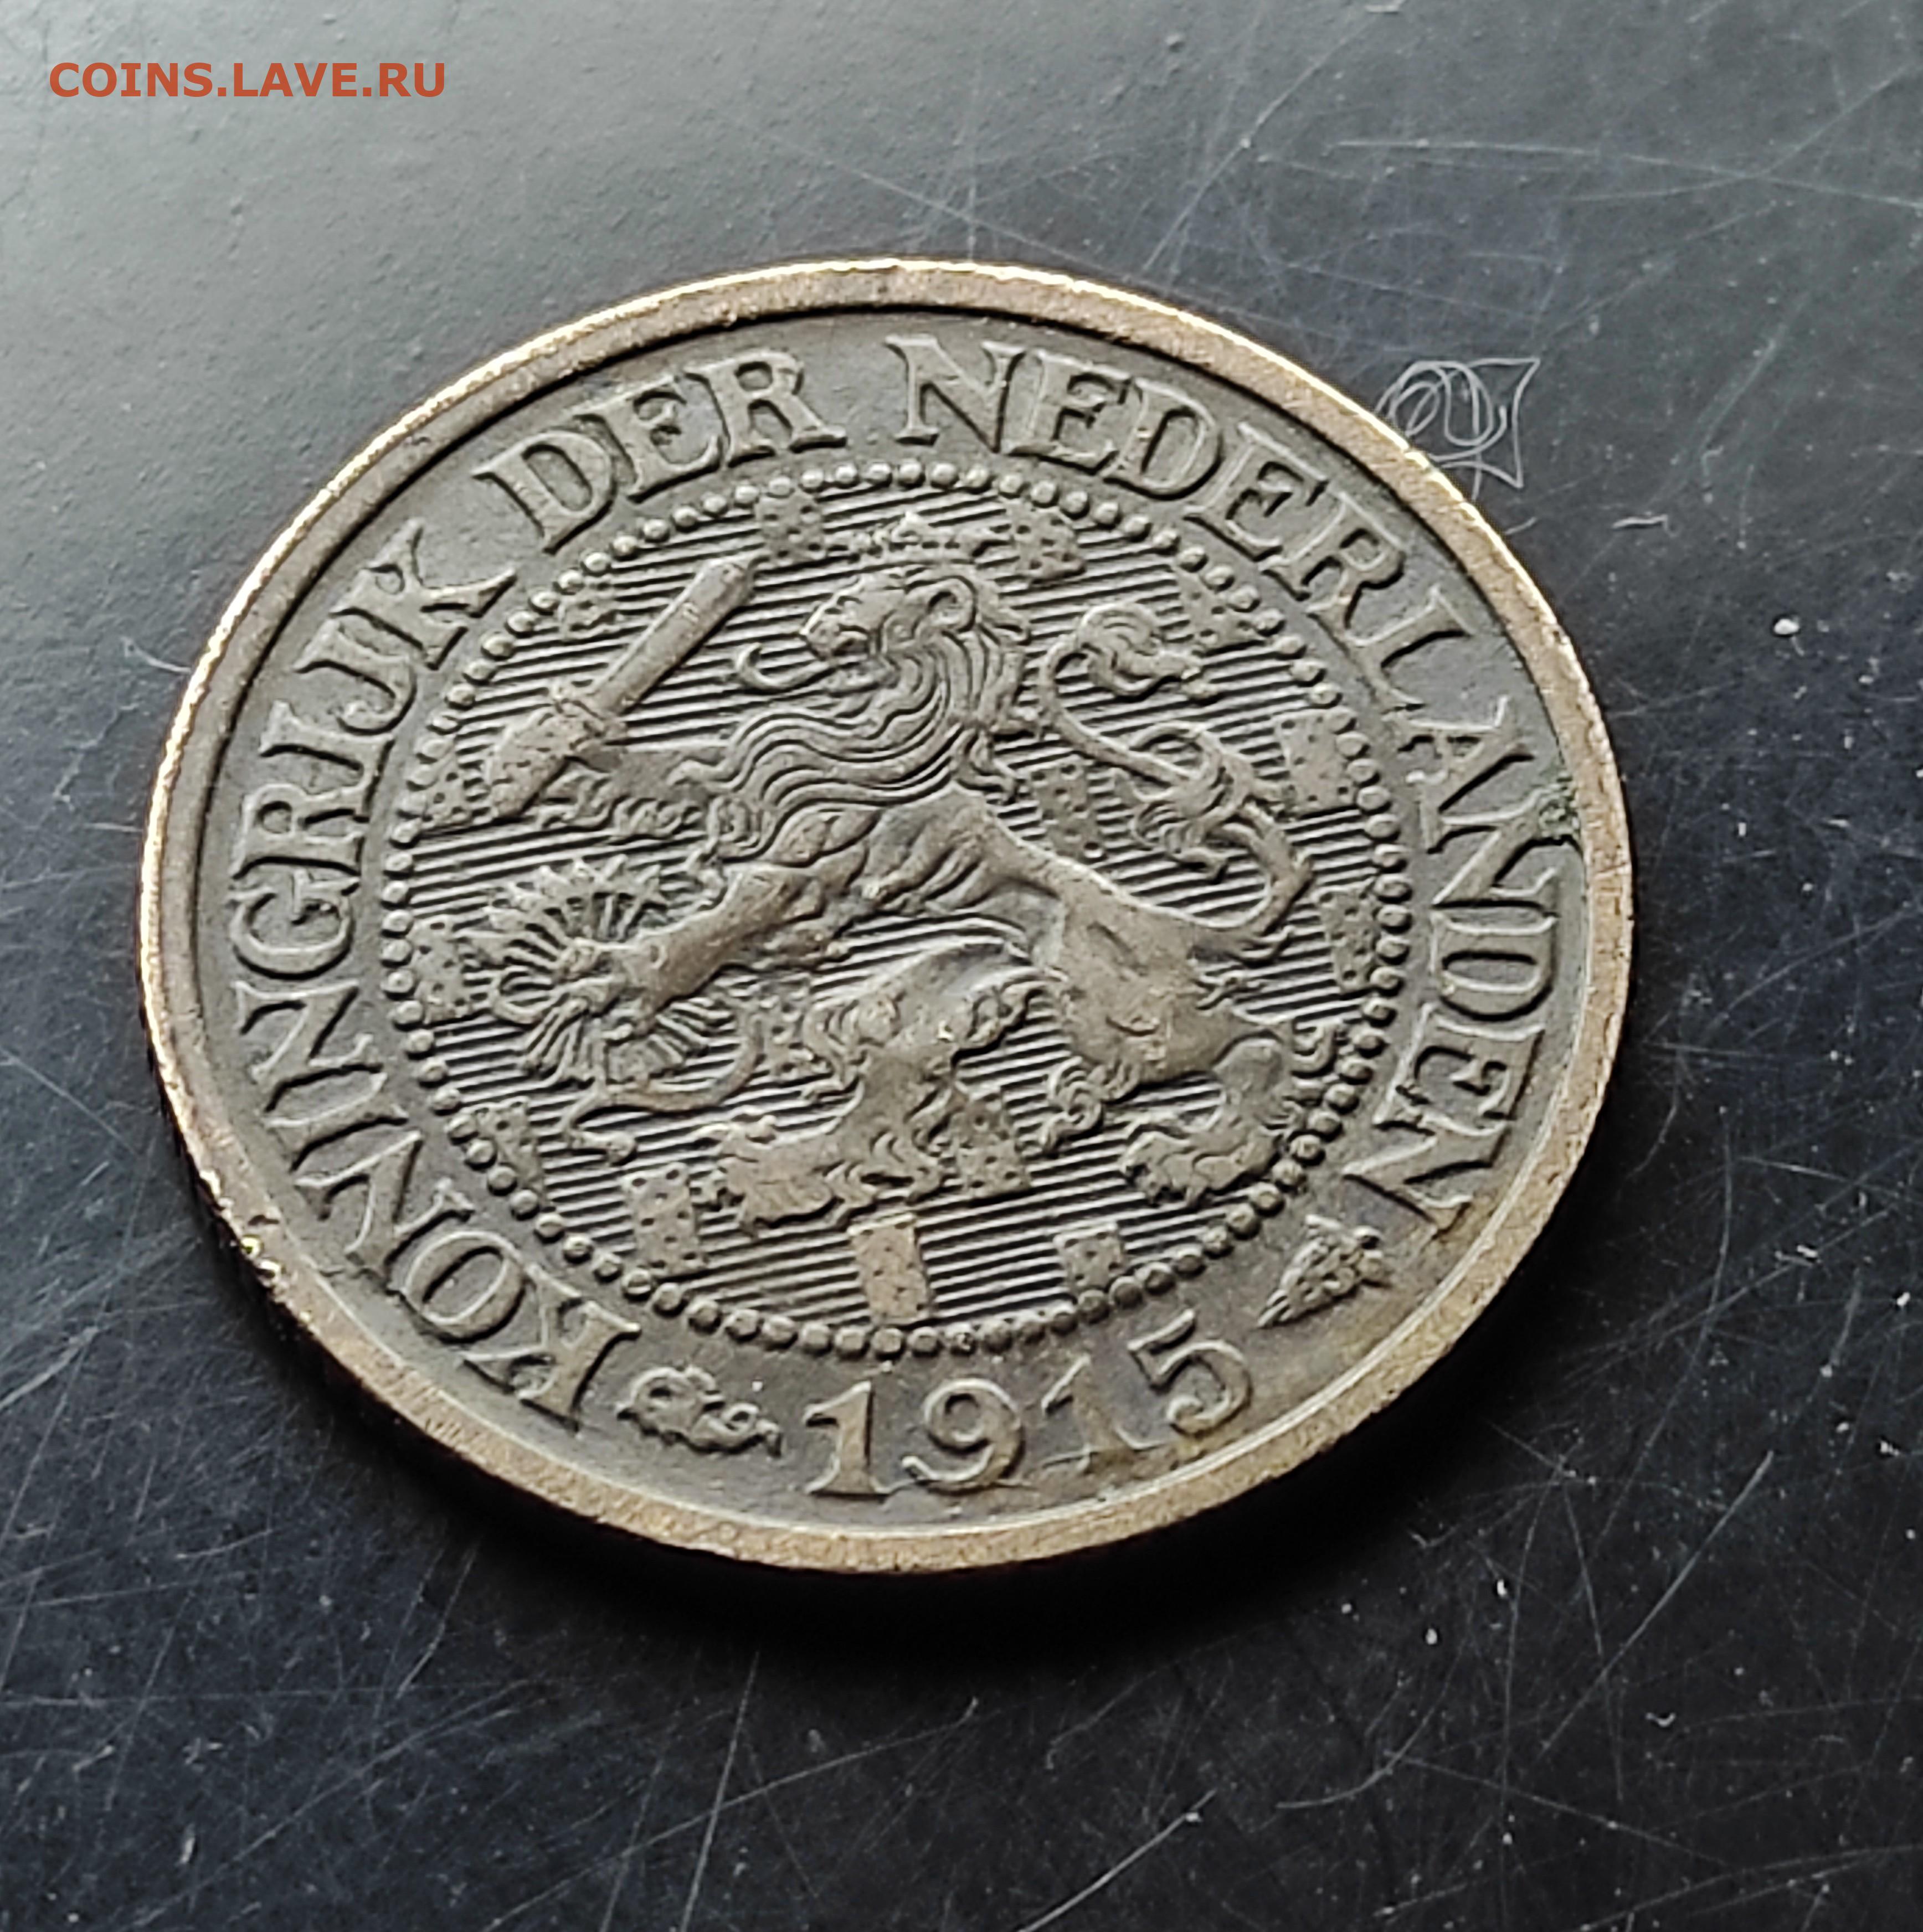 COINS.LAVE.RU
KONINGRIJK DER NEDERLANDEN
1915